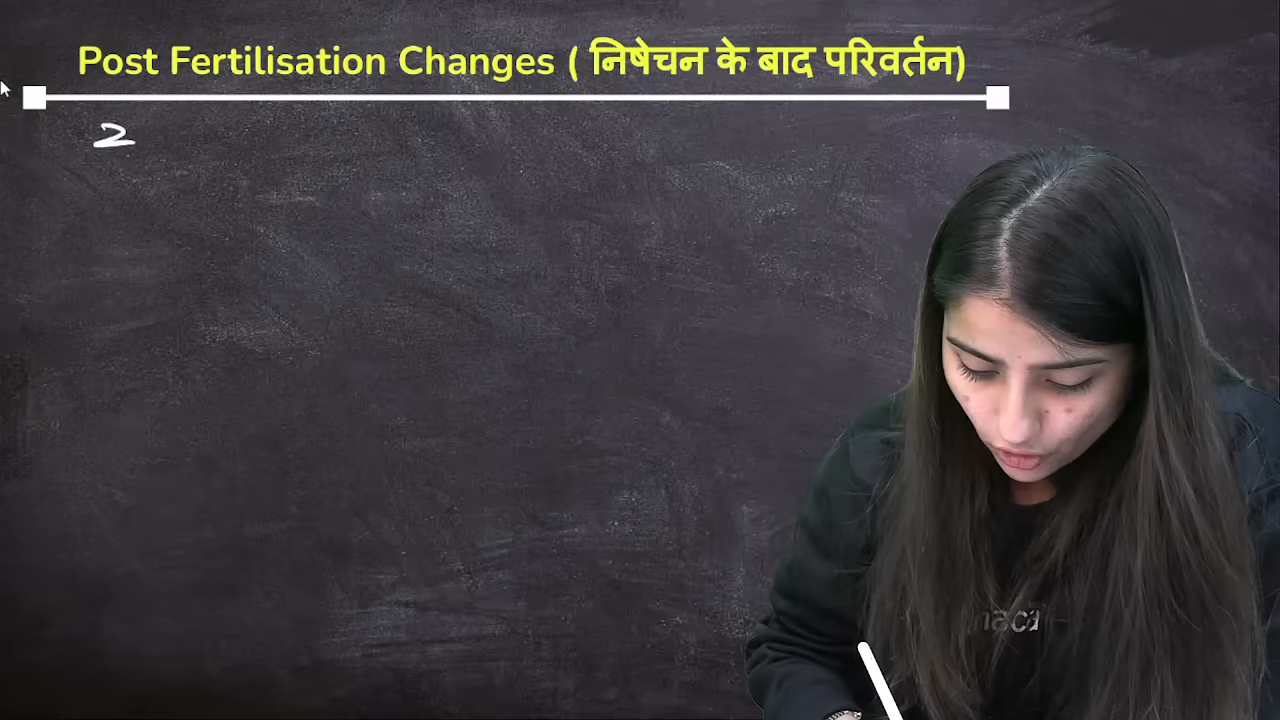 Post Fertilisation Changes ( निषेचन के बाद परिवर्तन)
2